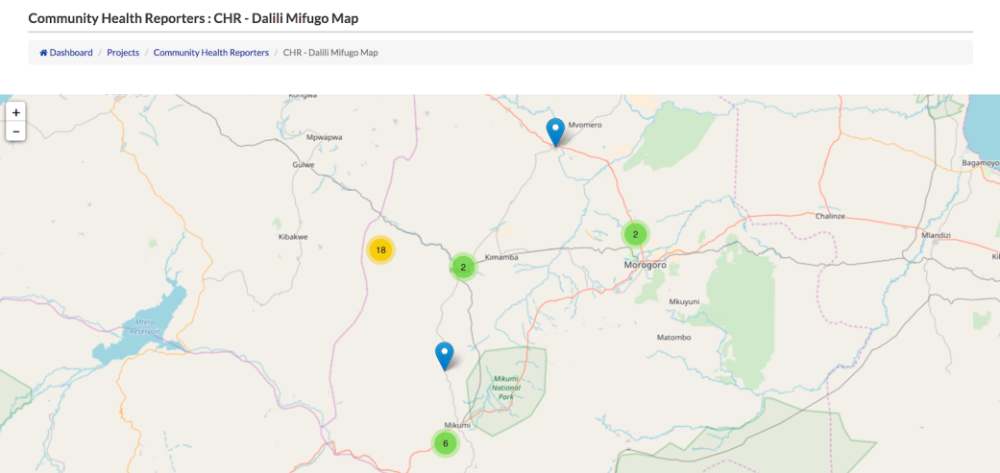 Community Health Reporters : CHR - Dalili Mifugo Map
Dashboard / Projects / Community Health Reporters / CHR - Dalili Mifugo Map
+
-
Kongwa
Mvomero
Mpwapwa
Gulwe
Bagamoyo
Chalinze
2
Kibakwe
Mlandizi
18
Kimamba
2
Morogoro
Ki
Mkuyuni
Mtera
Reservoir
Matombo
Mikumi
National
Park
Mikumi
6